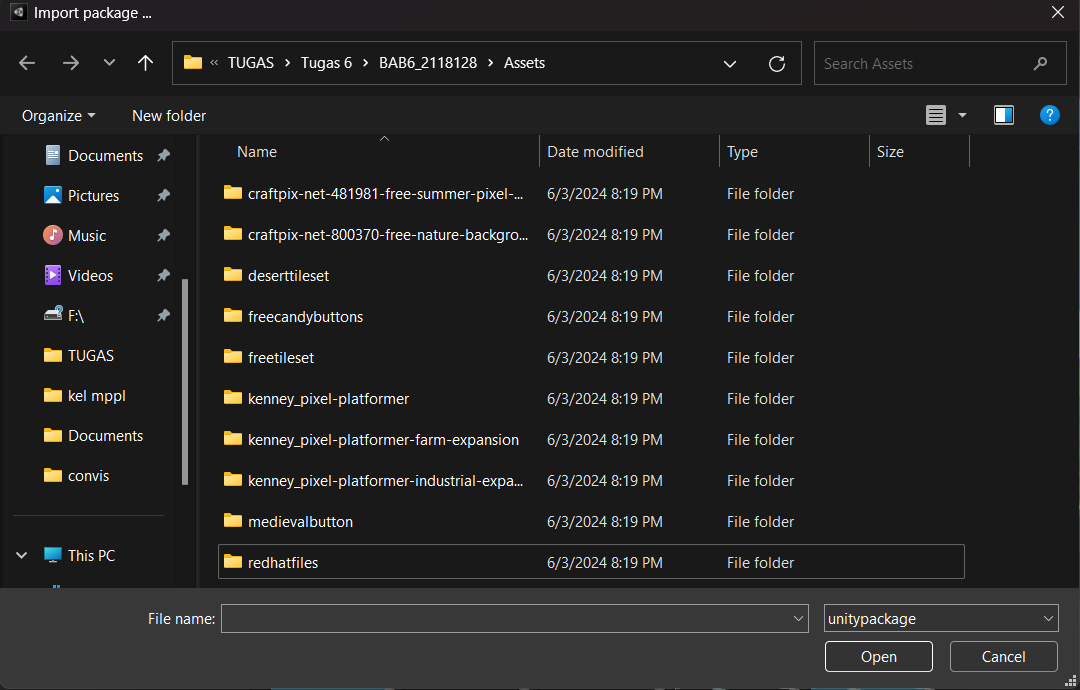 Import package ...
« TUGAS › Tugas 6 › BAB6_2118128 › Assets
Search Assets
Organize
New folder
?
Documents
Pictures
Music
Videos
F:\
TUGAS
kel mppl
Documents
convis
This PC
Name Date modified Type Size
craftpix-net-481981-free-summer-pixel-... 6/3/2024 8:19 PM File folder
craftpix-net-800370-free-nature-backgro... 6/3/2024 8:19 PM File folder
deserttileset 6/3/2024 8:19 PM File folder
freecandybuttons 6/3/2024 8:19 PM File folder
freetileset 6/3/2024 8:19 PM File folder
kenney_pixel-platformer 6/3/2024 8:19 PM File folder
kenney_pixel-platformer-farm-expansion 6/3/2024 8:19 PM File folder
kenney_pixel-platformer-industrial-expa... 6/3/2024 8:19 PM File folder
medievalbutton 6/3/2024 8:19 PM File folder
redhatfiles 6/3/2024 8:19 PM File folder
File name:
unitypackage
Open
Cancel